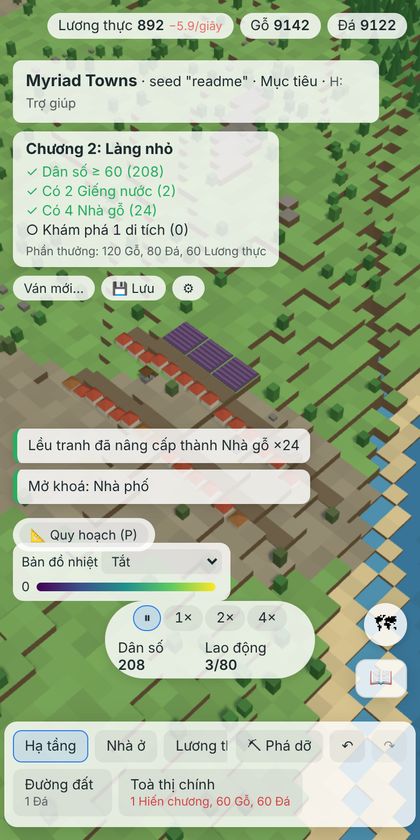 Lương thực 892 −5.9/giây Gỗ 9142 Đá 9122
Myriad Towns · seed "readme" · Mục tiêu · H:
Trợ giúp
Chương 2: Làng nhỏ
✓ Dân số ≥ 60 (208)
✓ Có 2 Giếng nước (2)
✓ Có 4 Nhà gỗ (24)
○ Khám phá 1 di tích (0)
Phần thưởng: 120 Gỗ, 80 Đá, 60 Lương thực
Ván mới… 💾 Lưu ⚙
Lều tranh đã nâng cấp thành Nhà gỗ ×24
Mở khoá: Nhà phố
📐 Quy hoạch (P)
Bản đồ nhiệt Tắt
0
⏸ 1× 2× 4×
Dân số Lao động
208 3/80
Hạ tầng Nhà ở Lương tl ⛏ Phá dỡ ↶ ↷
Đường đất Toà thị chính
1 Đá 1 Hiến chương, 60 Gỗ, 60 Đá